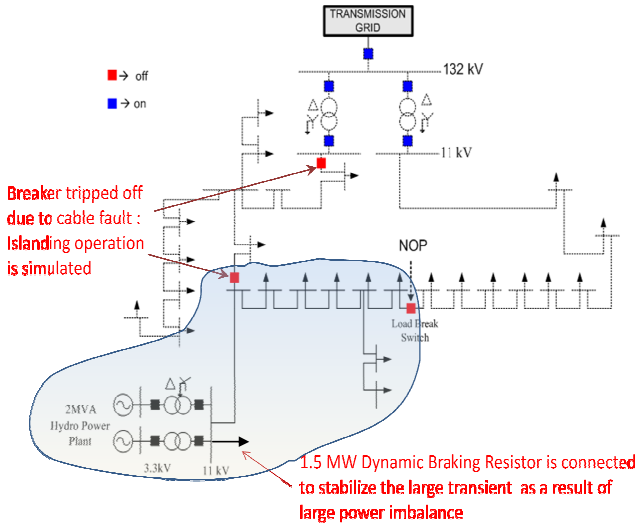 TRANSMISSION
GRID
132 kV
→ off
→ on
11 kV
Breaker tripped off
due to cable fault :
Islanding operation
is simulated
NOP
Load Break
Switch
2MVA
Hydro Power
Plant
3.3kV
11 kV
1.5 MW Dynamic Braking Resistor is connected
to stabilize the large transient as a result of
large power imbalance